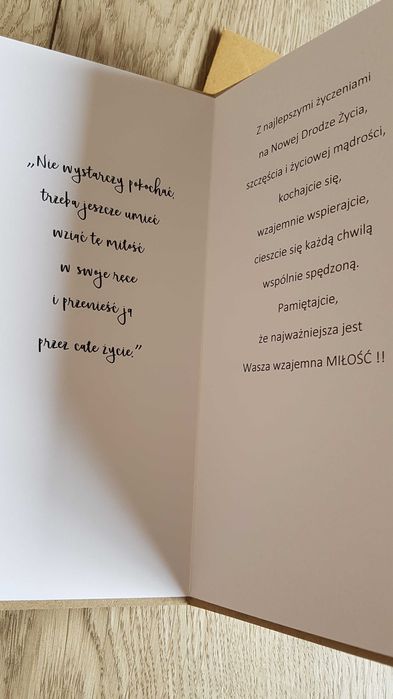 „Nie wystarczy pokochać,
trzeba jeszcze umieć
wziąć tę miłość
w swoje ręce
i przenieść ją
przez całe życie."
Z najlepszymi życzeniami
na Nowej Drodze Życia,
szczęścia i życiowej mądrości,
kochajcie się,
wzajemnie wspierajcie,
cieszcie się każdą chwilą
wspólnie spędzoną.
Pamiętajcie,
że najważniejsza jest
Wasza wzajemna MIŁOŚĆ !!